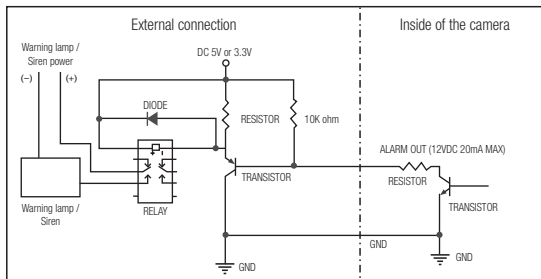 External connection
Inside of the camera
Warning lamp /
Siren power
(−)
(+)
DC 5V or 3.3V
DIODE
RESISTOR
10K ohm
+
-
RELAY
TRANSISTOR
Warning lamp /
Siren
ALARM OUT (12VDC 20mA MAX)
RESISTOR
TRANSISTOR
GND
GND
GND